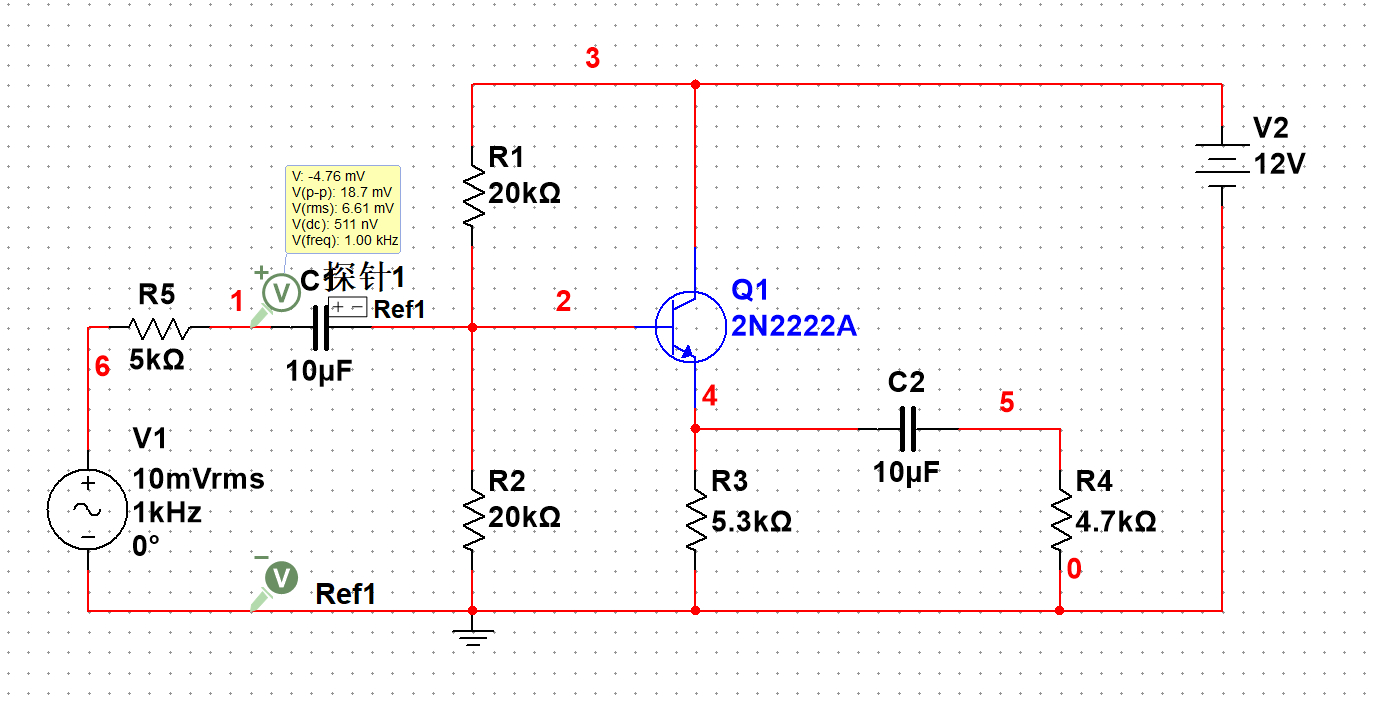 3
V2
12V
R1
20kΩ
V: -4.76 mV
V(p-p): 18.7 mV
V(rms): 6.61 mV
V(dc): 511 nV
V(freq): 1.00 kHz
+
V
C1
探针1
+ −
Ref1
R5
5kΩ
1
6
10µF
2
Q1
2N2222A
4
C2
10µF
5
V1
10mVrms
1kHz
0°
+
−
R2
20kΩ
R3
5.3kΩ
R4
4.7kΩ
0
−
V
Ref1